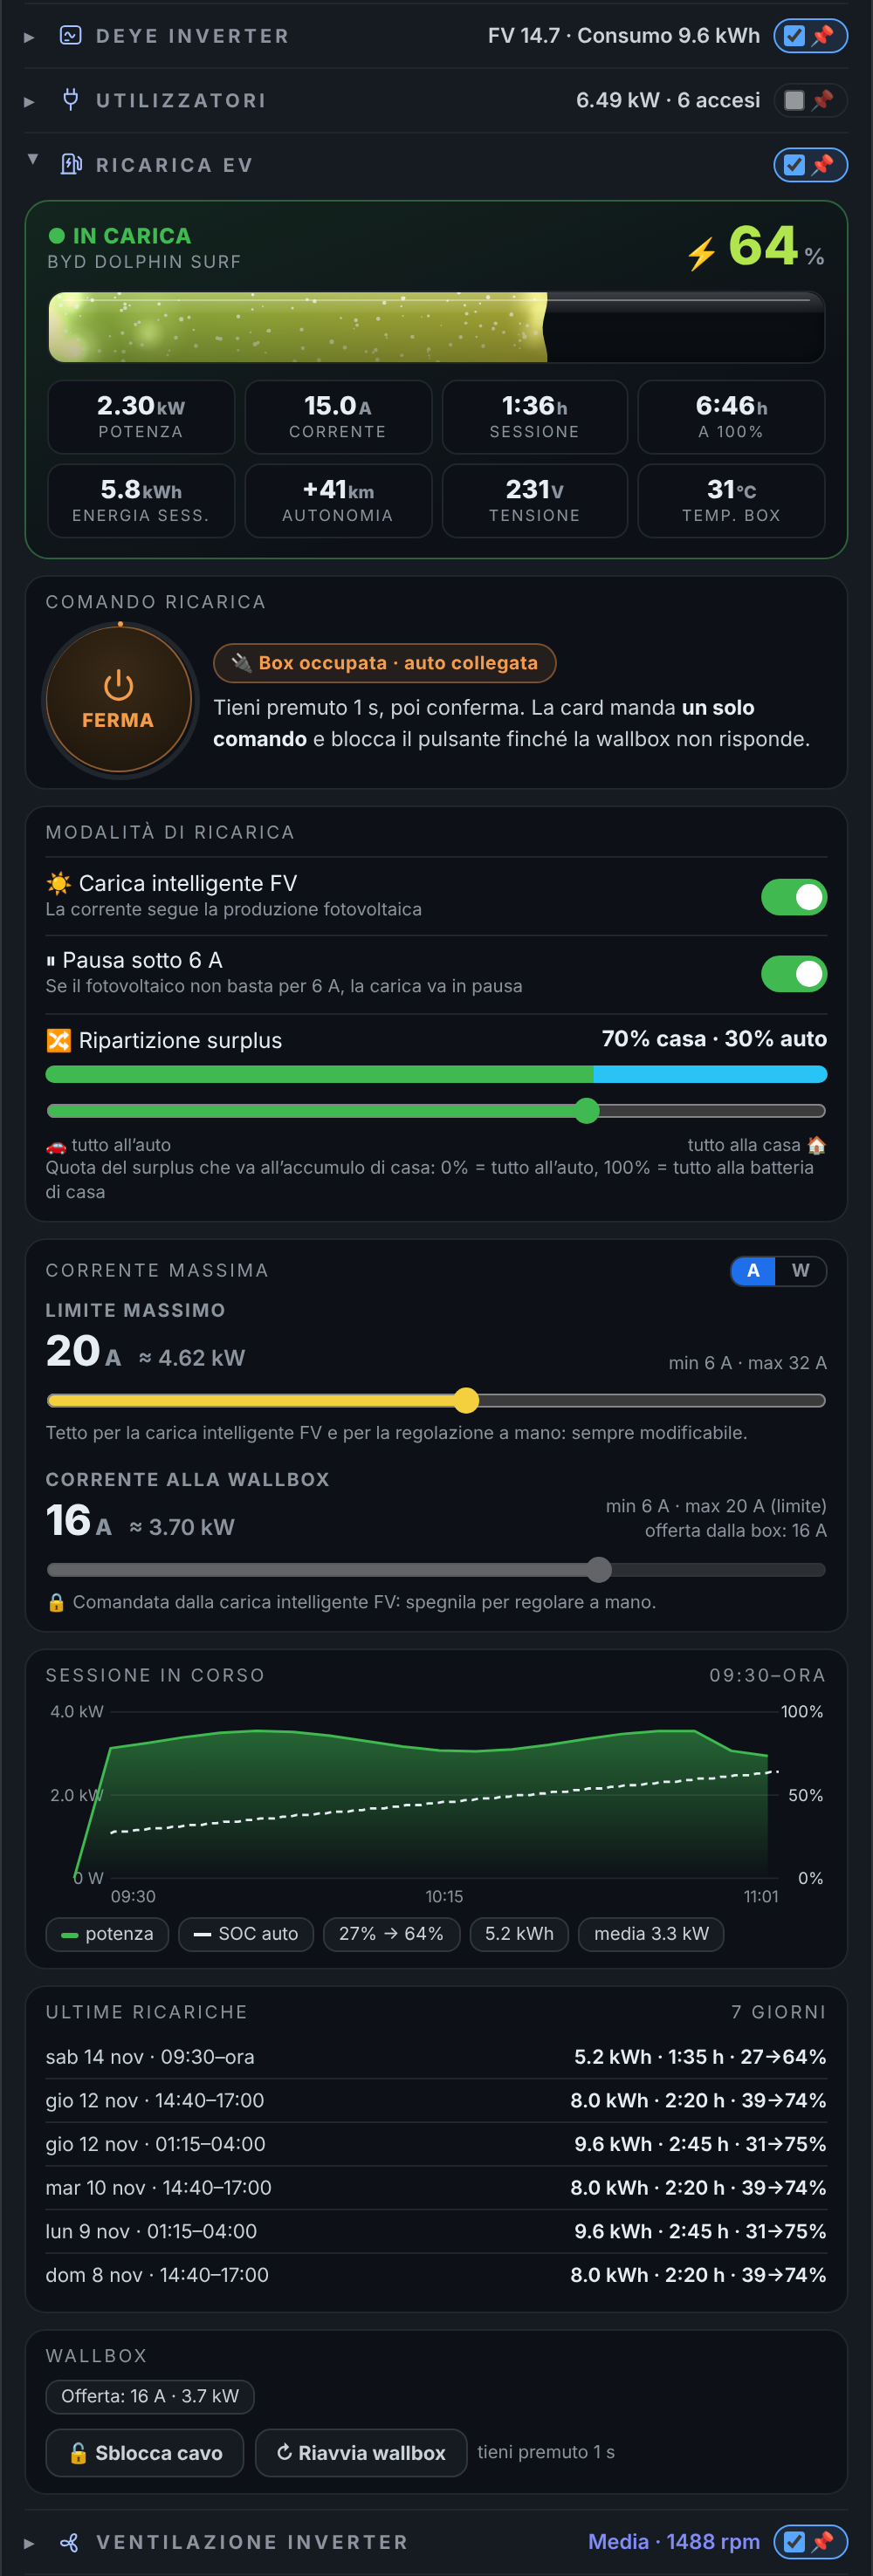 DEYE INVERTER FV 14.7 · Consumo 9.6 kWh
UTILIZZATORI 6.49 kW · 6 accesi
RICARICA EV
IN CARICA
BYD DOLPHIN SURF
64 %
2.30 kW 15.0 A 1:36 h 6:46 h
POTENZA CORRENTE SESSIONE A 100%
5.8 kWh +41 km 231 V 31 °C
ENERGIA SESS. AUTONOMIA TENSIONE TEMP. BOX
COMANDO RICARICA
FERMA
Box occupata · auto collegata
Tieni premuto 1 s, poi conferma. La card manda un solo
comando e blocca il pulsante finché la wallbox non risponde.
MODALITÀ DI RICARICA
Carica intelligente FV
La corrente segue la produzione fotovoltaica
Pausa sotto 6 A
Se il fotovoltaico non basta per 6 A, la carica va in pausa
Ripartizione surplus 70% casa · 30% auto
tutto all'auto tutto alla casa
Quota del surplus che va all'accumulo di casa: 0% = tutto all'auto, 100% = tutto alla batteria
di casa
CORRENTE MASSIMA A W
LIMITE MASSIMO
20 A ≈ 4.62 kW min 6 A · max 32 A
Tetto per la carica intelligente FV e per la regolazione a mano: sempre modificabile.
CORRENTE ALLA WALLBOX
16 A ≈ 3.70 kW min 6 A · max 20 A (limite)
offerta dalla box: 16 A
Comandata dalla carica intelligente FV: spegnila per regolare a mano.
SESSIONE IN CORSO 09:30–ORA
4.0 kW 100%
2.0 kW 50%
0 W 0%
09:30 10:15 11:01
potenza SOC auto 27% → 64% 5.2 kWh media 3.3 kW
ULTIME RICARICHE 7 GIORNI
sab 14 nov · 09:30–ora 5.2 kWh · 1:35 h · 27→64%
gio 12 nov · 14:40–17:00 8.0 kWh · 2:20 h · 39→74%
gio 12 nov · 01:15–04:00 9.6 kWh · 2:45 h · 31→75%
mar 10 nov · 14:40–17:00 8.0 kWh · 2:20 h · 39→74%
lun 9 nov · 01:15–04:00 9.6 kWh · 2:45 h · 31→75%
dom 8 nov · 14:40–17:00 8.0 kWh · 2:20 h · 39→74%
WALLBOX
Offerta: 16 A · 3.7 kW
Sblocca cavo Riavvia wallbox tieni premuto 1 s
VENTILAZIONE INVERTER Media · 1488 rpm